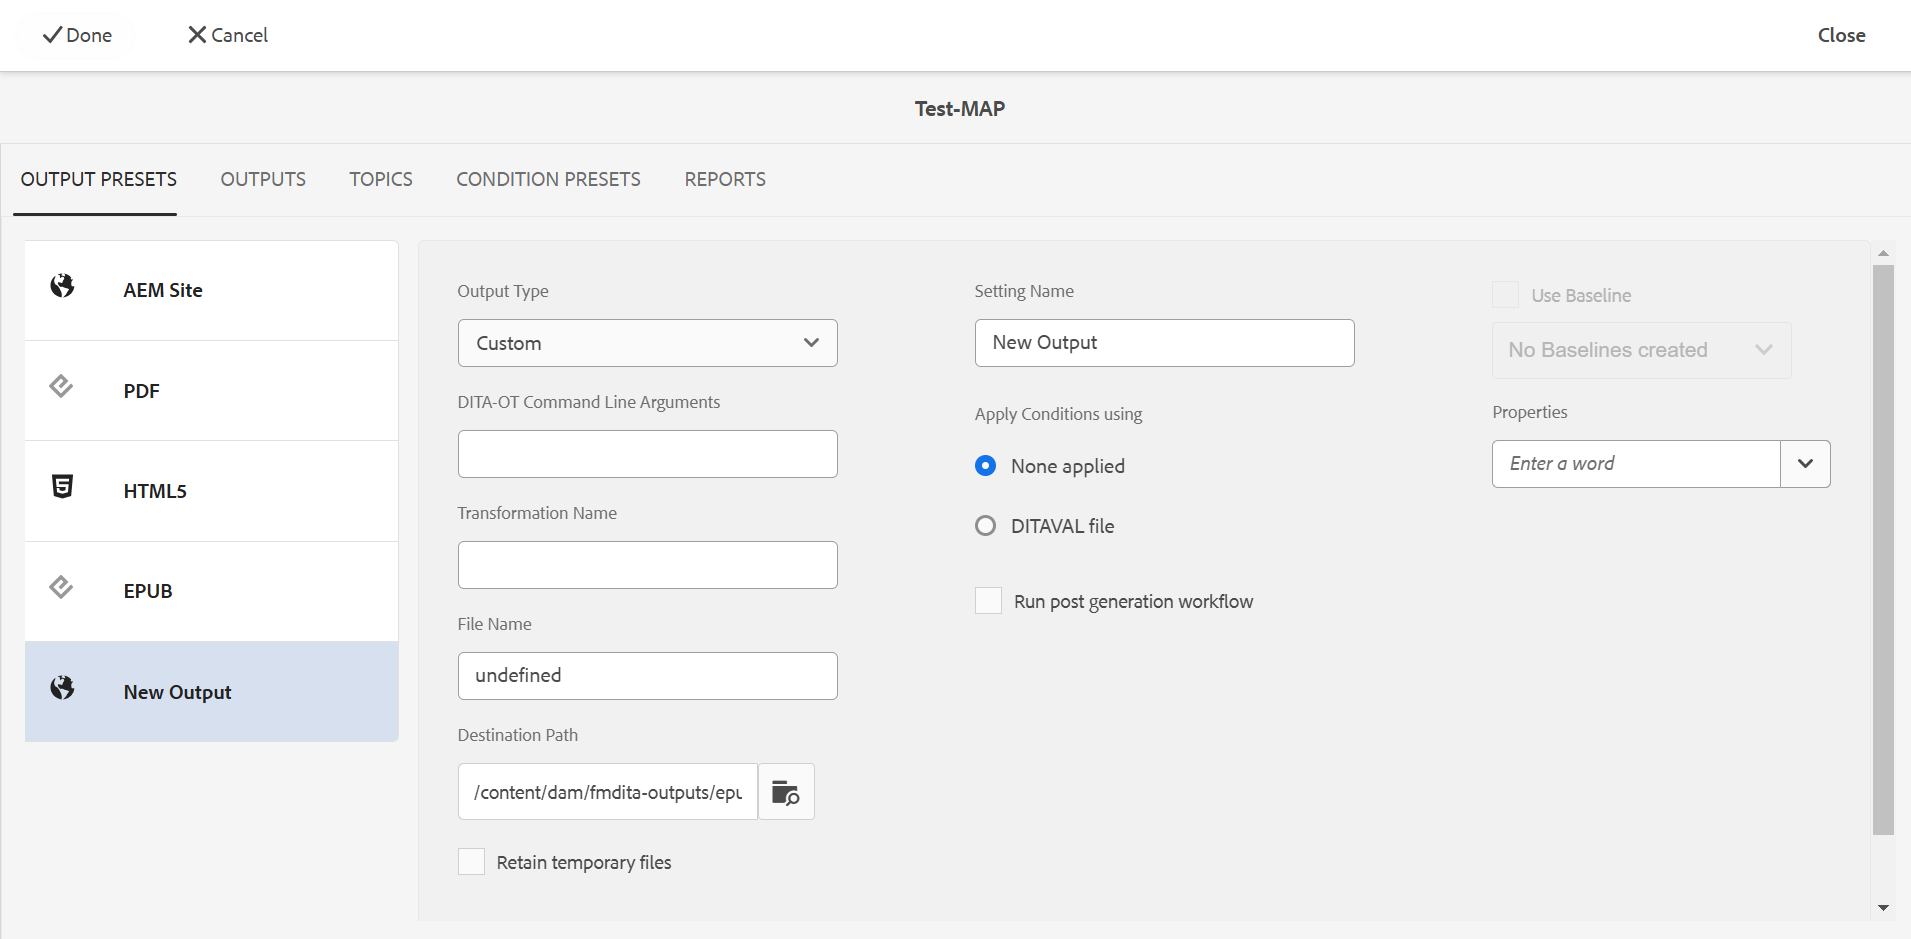 Done
Cancel
Close
Test-MAP
OUTPUT PRESETS
OUTPUTS
TOPICS
CONDITION PRESETS
REPORTS
AEM Site
PDF
HTML5
EPUB
New Output
Output Type
Custom
DITA-OT Command Line Arguments
Transformation Name
File Name
undefined
Destination Path
/content/dam/fmdita-outputs/epu
Retain temporary files
Setting Name
New Output
Apply Conditions using
None applied
DITAVAL file
Run post generation workflow
Use Baseline
No Baselines created
Properties
Enter a word